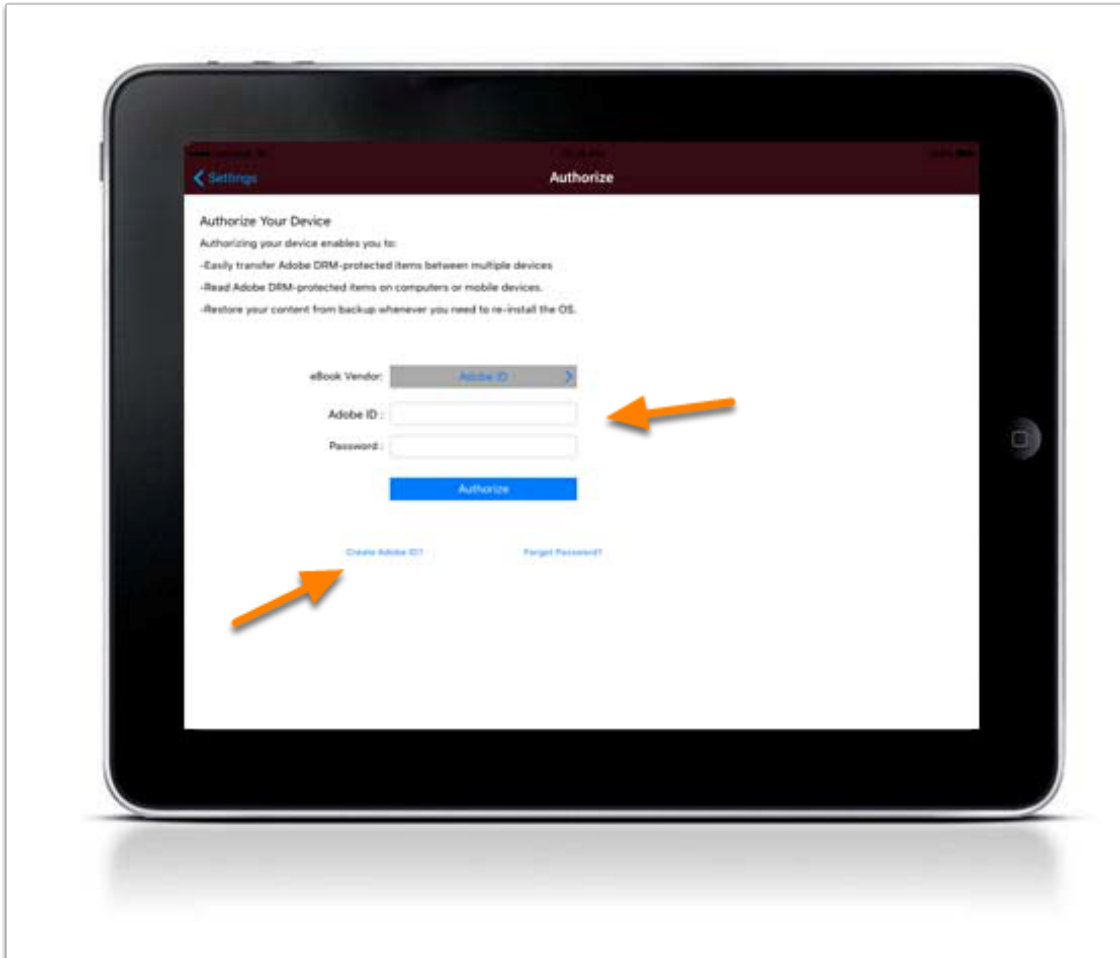 Settings
Authorize
Authorize Your Device
Authorizing your device enables you to:
-Easily transfer Adobe DRM-protected items between multiple devices
-Read Adobe DRM-protected items on computers or mobile devices.
-Restore your content from backup whenever you need to re-install the OS.
eBook Vendor: Adobe ID
Adobe ID :
Password :
Authorize
Create Adobe ID? Forgot Password?